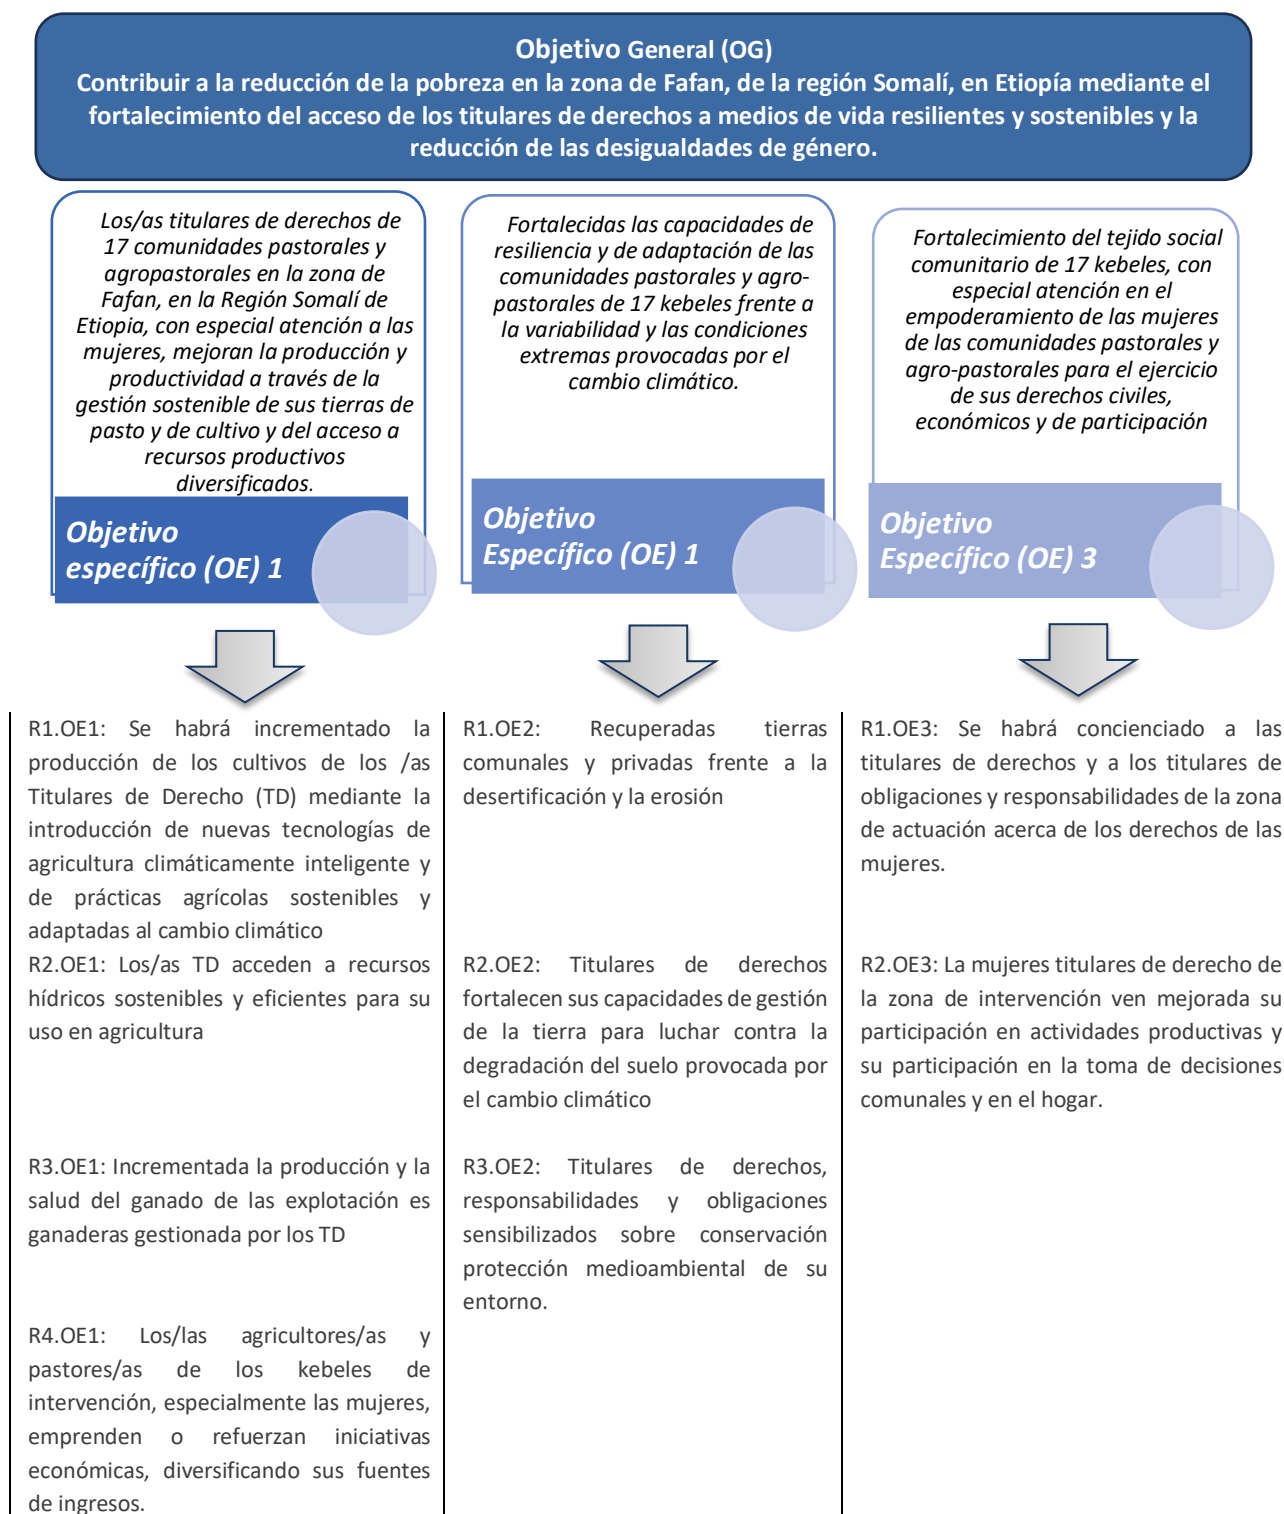 Objetivo General (OG)
Contribuir a la reducción de la pobreza en la zona de Fafan, de la región Somalí, en Etiopía mediante el
fortalecimiento del acceso de los titulares de derechos a medios de vida resilientes y sostenibles y la
reducción de las desigualdades de género.
Los/as titulares de derechos de
17 comunidades pastorales y
agropastorales en la zona de
Fafan, en la Región Somalí de
Etiopia, con especial atención a las
mujeres, mejoran la producción y
productividad a través de la
gestión sostenible de sus tierras de
pasto y de cultivo y del acceso a
recursos productivos
diversificados.
Objetivo
específico (OE) 1
Fortalecidas las capacidades de
resiliencia y de adaptación de las
comunidades pastorales y agro-
pastorales de 17 kebeles frente a
la variabilidad y las condiciones
extremas provocadas por el
cambio climático.
Objetivo
Específico (OE) 1
Fortalecimiento del tejido social
comunitario de 17 kebeles, con
especial atención en el
empoderamiento de las mujeres
de las comunidades pastorales y
agro-pastorales para el ejercicio
de sus derechos civiles,
económicos y de participación
Objetivo
Específico (OE) 3
R1.OE1: Se habrá incrementado la
producción de los cultivos de los /as
Titulares de Derecho (TD) mediante la
introducción de nuevas tecnologías de
agricultura climáticamente inteligente y
de prácticas agrícolas sostenibles y
adaptadas al cambio climático
R2.OE1: Los/as TD acceden a recursos
hídricos sostenibles y eficientes para su
uso en agricultura
R3.OE1: Incrementada la producción y la
salud del ganado de las explotación es
ganaderas gestionada por los TD
R4.OE1: Los/las agricultores/as y
pastores/as de los kebeles de
intervención, especialmente las mujeres,
emprenden o refuerzan iniciativas
económicas, diversificando sus fuentes
de ingresos.
R1.OE2: Recuperadas tierras
comunales y privadas frente a la
desertificación y la erosión
R2.OE2: Titulares de derechos
fortalecen sus capacidades de gestión
de la tierra para luchar contra la
degradación del suelo provocada por
el cambio climático
R3.OE2: Titulares de derechos,
responsabilidades y obligaciones
sensibilizados sobre conservación
protección medioambiental de su
entorno.
R1.OE3: Se habrá concienciado a las
titulares de derechos y a los titulares de
obligaciones y responsabilidades de la zona
de actuación acerca de los derechos de las
mujeres.
R2.OE3: La mujeres titulares de derecho de
la zona de intervención ven mejorada su
participación en actividades productivas y
su participación en la toma de decisiones
comunales y en el hogar.